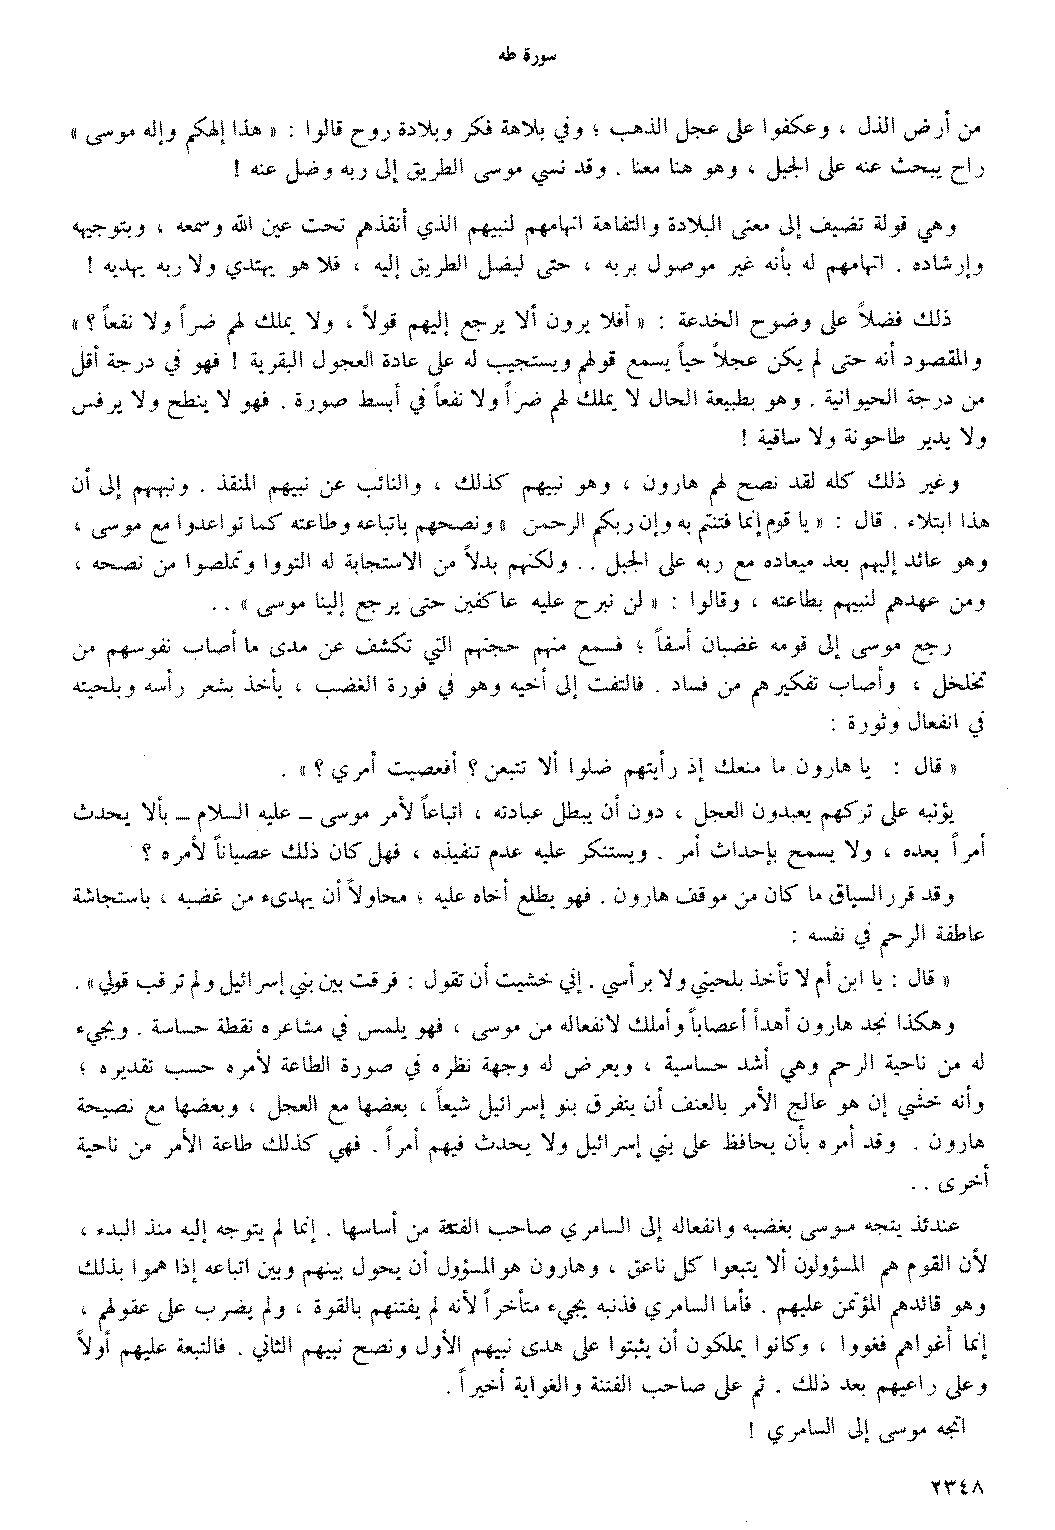 سورة طه
من أرض الذل ، وعكفوا على عجل الذهب ؛ وفي بلاهة فكر وبلادة روح قالوا : « هذا إلهكم وإله موسى »
راح يبحث عنه على الجبل ، وهو هنا معنا . وقد نسي موسى الطريق إلى ربه وضل عنه !
وهي قولة تضيف إلى معنى البلادة والتفاهة اتهامهم لنبيهم الذي أنقذهم تحت عين الله وسمعه ، وبتوجيهه
وإرشاده . اتهامهم له بأنه غير موصول بربه ، حتى ليضل الطريق إليه ، فلا هو يهتدي ولا ربه يهديه !
ذلك فضلاً على وضوح الخدعة : « أفلا يرون ألا يرجع إليهم قولاً ، ولا يملك لهم ضراً ولا نفعاً ؟ »
والمقصود أنه حتى لم يكن عجلاً حياً يسمع قولهم ويستجيب له على عادة العجول البقرية ! فهو في درجة أقل
من درجة الحيوانية . وهو بطبيعة الحال لا يملك لهم ضراً ولا نفعاً في أبسط صورة . فهو لا ينطح ولا يرفس
ولا يدير طاحونة ولا ساقية !
وغير ذلك كله لقد نصح لهم هارون ، وهو نبيهم كذلك ، والنائب عن نبيهم المنقذ . ونبههم إلى أن
هذا ابتلاء . قال : « يا قوم إنما فتنتم به وإن ربكم الرحمن » ونصحهم باتباعه وطاعته كما تواعدوا مع موسى ،
وهو عائد إليهم بعد ميعاده مع ربه على الجبل .. ولكنهم بدلاً من الاستجابة له التووا وتملصوا من نصحه ،
ومن عهدهم لنبيهم بطاعته ، وقالوا : « لن نبرح عليه عاكفين حتى يرجع إلينا موسى » ..
رجع موسى إلى قومه غضبان أسفاً ؛ فسمع منهم حجتهم التي تكشف عن مدى ما أصاب نفوسهم من
تخلخل ، وأصاب تفكيرهم من فساد . فالتفت إلى أخيه وهو في فورة الغضب ، يأخذ بشعر رأسه وبلحيته
في انفعال وثورة :
« قال : يا هارون ما منعك إذ رأيتهم ضلوا ألا تتبعن ؟ أفعصيت أمري ؟ » .
يؤنبه على تركهم يعبدون العجل ، دون أن يبطل عبادته ، اتباعاً لأمر موسى – عليه السلام – بألا يحدث
أمراً بعده ، ولا يسمح بإحداث أمر . ويستنكر عليه عدم تنفيذه ، فهل كان ذلك عصياناً لأمره ؟
وقد قرر السياق ما كان من موقف هارون . فهو يطلع أخاه عليه ؛ محاولاً أن يهدىء من غضبه ، باستجاشة
عاطفة الرحم في نفسه :
« قال : يا ابن أم لا تأخذ بلحيتي ولا برأسي . إني خشيت أن تقول : فرقت بين بني إسرائيل ولم ترقب قولي» .
وهكذا نجد هارون أهدأ أعصاباً وأملك لانفعاله من موسى ، فهو يلمس في مشاعره نقطة حساسة . ويجيء
له من ناحية الرحم وهي أشد حساسية ، ويعرض له وجهة نظره في صورة الطاعة لأمره حسب تقديره ؛
وأنه خشي إن هو عالج الأمر بالعنف أن يتفرق بنو إسرائيل شيعاً ، بعضها مع العجل ، وبعضها مع نصيحة
هارون . وقد أمره بأن يحافظ على بني إسرائيل ولا يحدث فيهم أمراً . فهي كذلك طاعة الأمر من ناحية
أخرى ..
عندئذ يتجه موسى بغضبه وانفعاله إلى السامري صاحب الفتنة من أساسها . إنما لم يتوجه إليه منذ البدء ،
لأن القوم هم المسؤولون ألا يتبعوا كل ناعق ، وهارون هو المسؤول أن يحول بينهم وبين اتباعه إذا هموا بذلك
وهو قائدهم المؤتمن عليهم . فأما السامري فذنبه يجيء متأخراً لأنه لم يفتنهم بالقوة ، ولم يضرب على عقولهم ،
إنما أغواهم فغووا ، وكانوا يملكون أن يثبتوا على هدى نبيهم الأول ونصح نبيهم الثاني . فالتبعة عليهم أولاً
وعلى راعيهم بعد ذلك . ثم على صاحب الفتنة والغواية أخيراً .
اتجه موسى إلى السامري !
٢٣٤٨